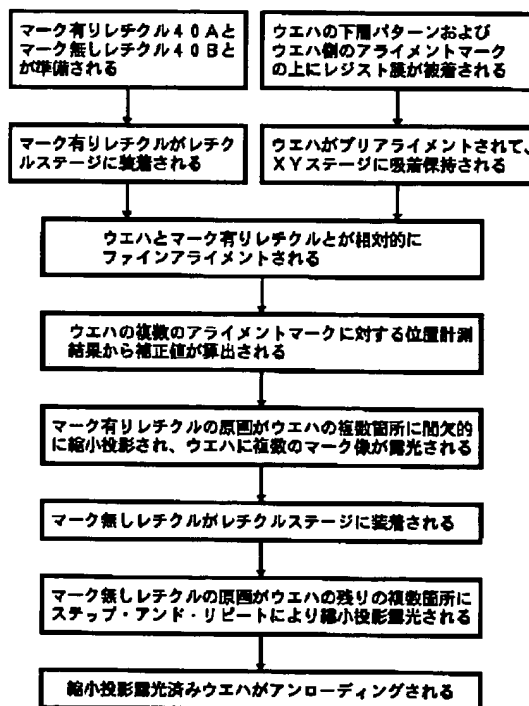 マーク有りレチクル４０Ａと
マーク無しレチクル４０Ｂと
が準備される
ウエハの下層パターンおよび
ウエハ側のアライメントマーク
の上にレジスト膜が被着される
マーク有りレチクルがレチク
ルステージに装着される
ウエハがプリアライメントされて、
ＸＹステージに吸着保持される
ウエハとマーク有りレチクルとが相対的に
ファインアライメントされる
ウエハの複数のアライメントマークに対する位置計測
結果から補正値が算出される
マーク有りレチクルの原画がウエハの複数箇所に間欠的
に縮小投影され、ウエハに複数のマーク像が露光される
マーク無しレチクルがレチクルステージに装着される
マーク無しレチクルの原画がウエハの残りの複数箇所に
ステップ・アンド・リピートにより縮小投影露光される
縮小投影露光済みウエハがアンローディングされる